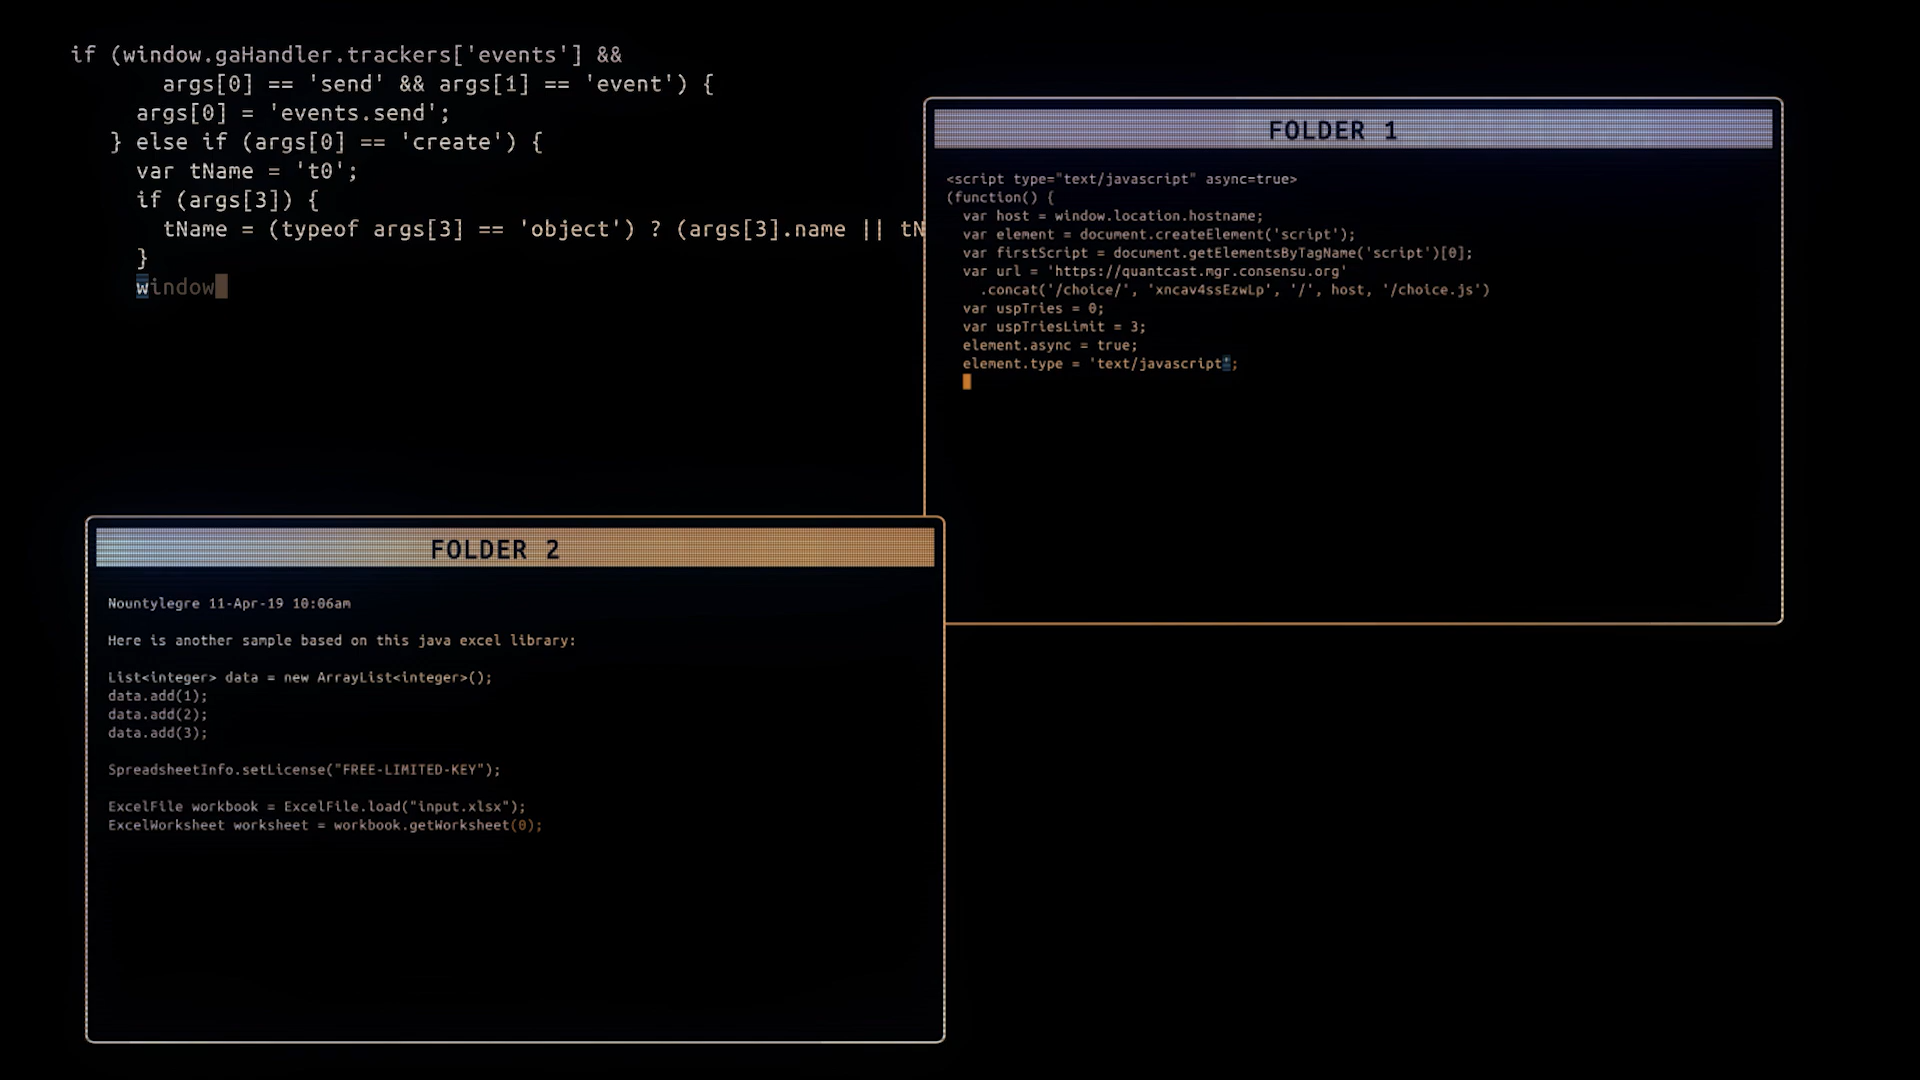 if (window.gaHandler.trackers['events'] &&
args[0] == 'send' && args[1] == 'event') {
args[0] = 'events.send';
} else if (args[0] == 'create') {
var tName = 't0';
if (args[3]) {
tName = (typeof args[3] == 'object') ? (args[3].name || tN
}
window
FOLDER 1
<script type="text/javascript" async=true>
(function() {
var host = window.location.hostname;
var element = document.createElement('script');
var firstScript = document.getElementsByTagName('script')[0];
var url = 'https://quantcast.mgr.consensu.org'
.concat('/choice/', 'xncav4ssEzwLp', '/', host, '/choice.js')
var uspTries = 0;
var uspTriesLimit = 3;
element.async = true;
element.type = 'text/javascript';
FOLDER 2
Nountylegre 11-Apr-19 10:06am
Here is another sample based on this java excel library:
List<integer> data = new ArrayList<integer>();
data.add(1);
data.add(2);
data.add(3);
SpreadsheetInfo.setLicense("FREE-LIMITED-KEY");
ExcelFile workbook = ExcelFile.load("input.xlsx");
ExcelWorksheet worksheet = workbook.getWorksheet(0);